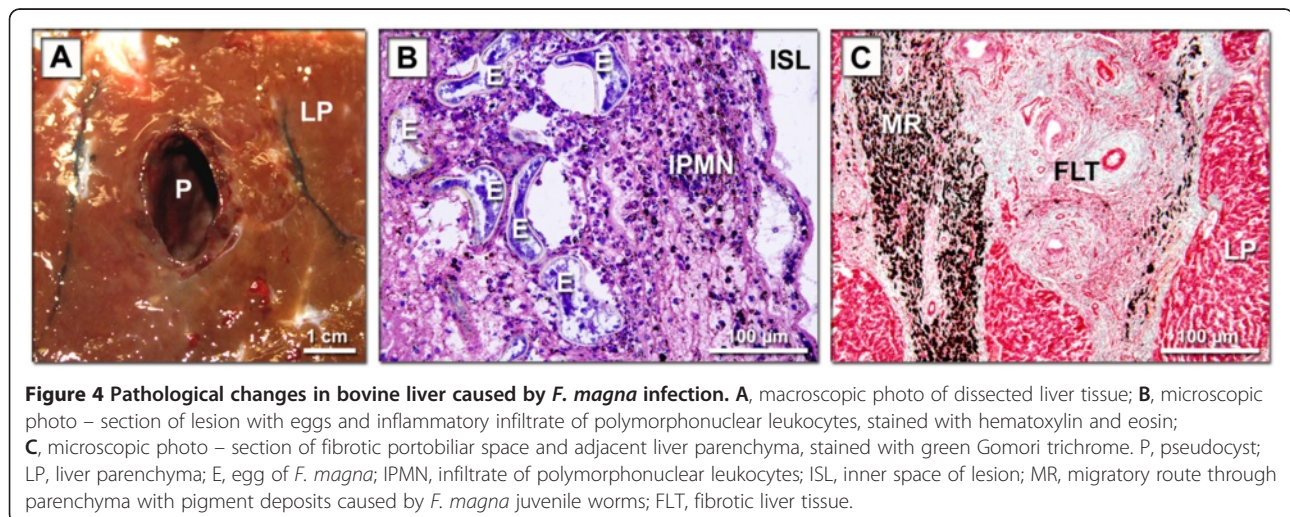 A
LP
P
1 cm
B
E
E
ISL
E
IPMN
E
E
E
100 µm
C
MR
FLT
LP
100 µm
Figure 4 Pathological changes in bovine liver caused by F. magna infection. A, macroscopic photo of dissected liver tissue; B, microscopic
photo – section of lesion with eggs and inflammatory infiltrate of polymorphonuclear leukocytes, stained with hematoxylin and eosin;
C, microscopic photo – section of fibrotic portobiliar space and adjacent liver parenchyma, stained with green Gomori trichrome. P, pseudocyst;
LP, liver parenchyma; E, egg of F. magna; IPMN, infiltrate of polymorphonuclear leukocytes; ISL, inner space of lesion; MR, migratory route through
parenchyma with pigment deposits caused by F. magna juvenile worms; FLT, fibrotic liver tissue.